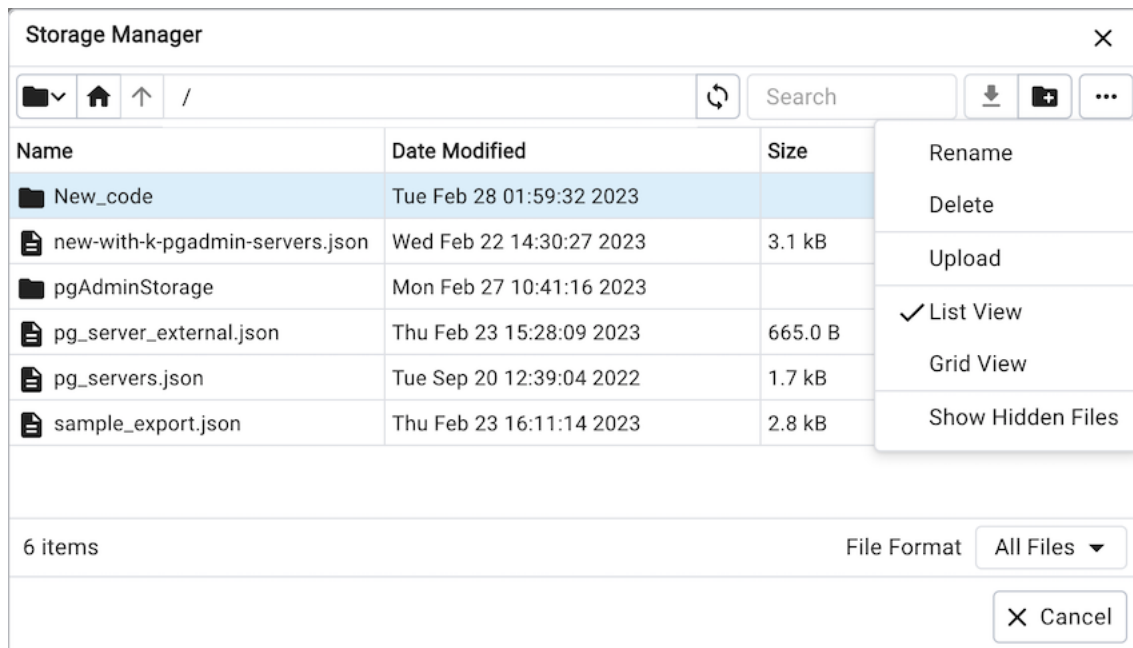 Storage Manager
/
Search
Name Date Modified Size
Rename
New_code Tue Feb 28 01:59:32 2023
Delete
new-with-k-pgadmin-servers.json Wed Feb 22 14:30:27 2023 3.1 kB
Upload
pgAdminStorage Mon Feb 27 10:41:16 2023
List View
pg_server_external.json Thu Feb 23 15:28:09 2023 665.0 B
Grid View
pg_servers.json Tue Sep 20 12:39:04 2022 1.7 kB
Show Hidden Files
sample_export.json Thu Feb 23 16:11:14 2023 2.8 kB
6 items File Format All Files
Cancel